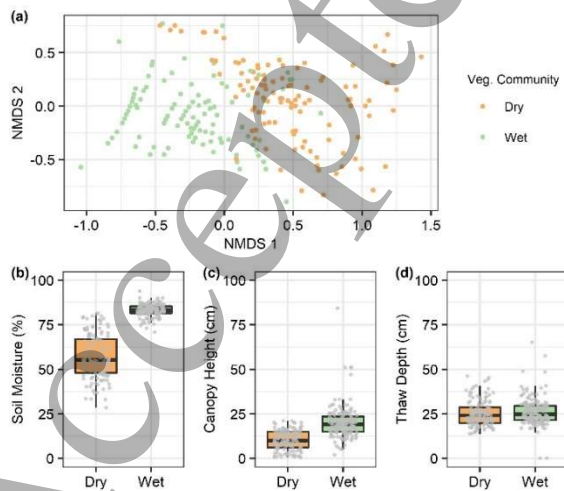 (a)
0.5
0.0
-0.5
NMDS 2
-1.0 -0.5 0.0 0.5 1.0 1.5
NMDS 1
Veg. Community
Dry
Wet
(b) (c) (d)
100 100 100
75 75 75
50 50 50
25 25 25
0 0 0
Soil Moisture (%)
Canopy Height (cm)
Thaw Depth (cm)
Dry Wet Dry Wet Dry Wet
ccepte